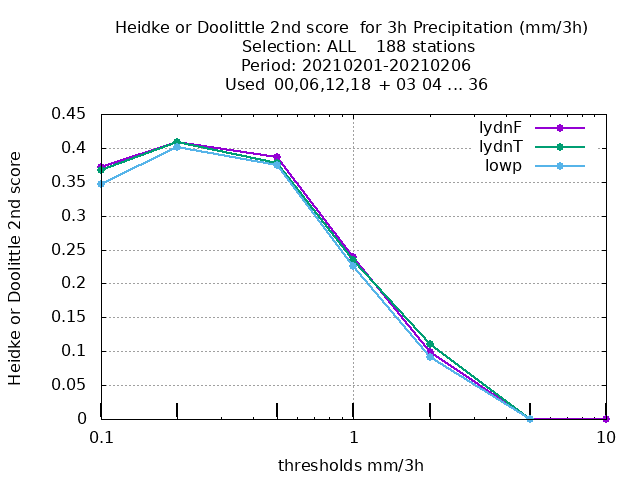 Heidke or Doolittle 2nd score  for 3h Precipitation (mm/3h)
Selection: ALL    188 stations
Period: 20210201-20210206
Used  00,06,12,18  + 03 04 ... 36
Heidke or Doolittle 2nd score
0.45
0.4
0.35
0.3
0.25
0.2
0.15
0.1
0.05
0
lydnF
lydnT
lowp
0.1
1
10
thresholds mm/3h